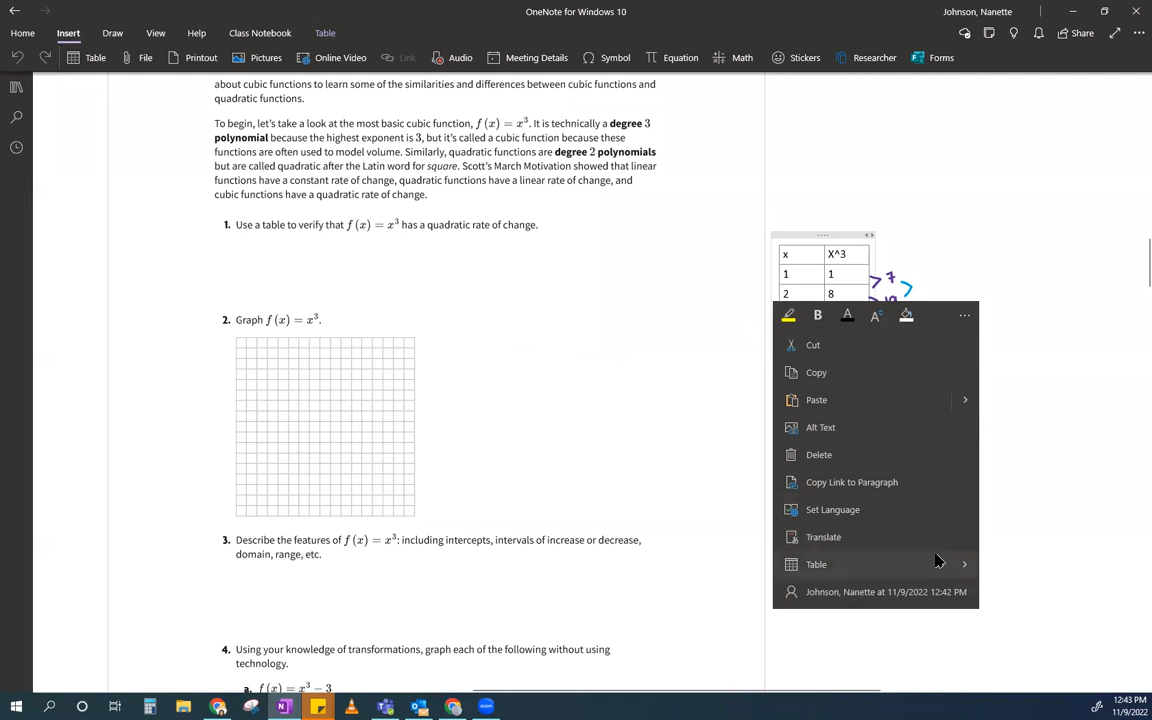 OneNote for Windows 10
Johnson, Nanette
Home Insert Draw View Help Class Notebook Table
Share
Table File Printout Pictures Online Video Link Audio Meeting Details Symbol Equation Math Stickers Researcher Forms
about cubic functions to learn some of the similarities and differences between cubic functions and
quadratic functions.
To begin, let's take a look at the most basic cubic function, f (x) = x³. It is technically a degree 3
polynomial because the highest exponent is 3, but it's called a cubic function because these
functions are often used to model volume. Similarly, quadratic functions are degree 2 polynomials
but are called quadratic after the Latin word for square. Scott's March Motivation showed that linear
functions have a constant rate of change, quadratic functions have a linear rate of change, and
cubic functions have a quadratic rate of change.
1. Use a table to verify that f (x) = x³ has a quadratic rate of change.
x X^3
1 1
7
2 8
Cut
Copy
Paste
Alt Text
Delete
Copy Link to Paragraph
Set Language
Translate
Table
Johnson, Nanette at 11/9/2022 12:42 PM
2. Graph f (x) = x³.
3. Describe the features of f (x) = x³: including intercepts, intervals of increase or decrease,
domain, range, etc.
4. Using your knowledge of transformations, graph each of the following without using
technology.
a. f (x) = x³ − 3
12:43 PM
11/9/2022